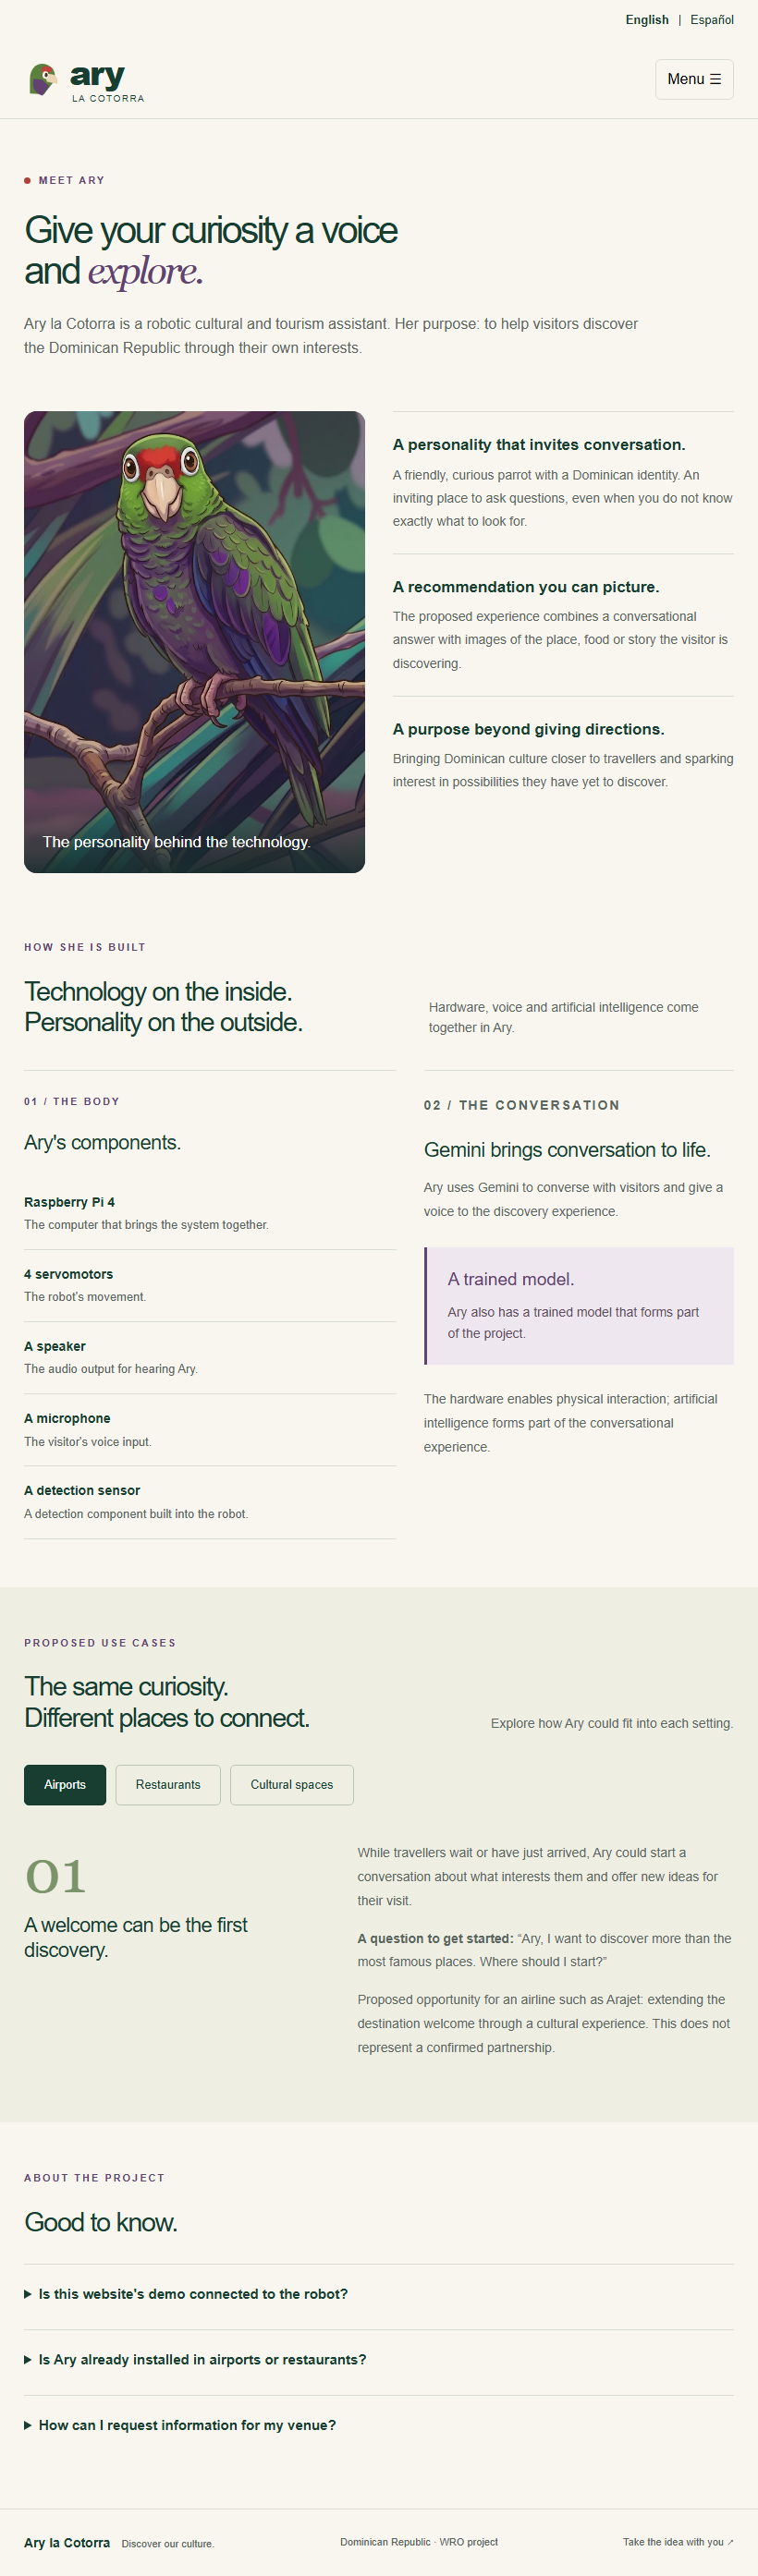 English | Español
ary
LA COTORRA
Menu ☰
MEET ARY
Give your curiosity a voice
and explore.
Ary la Cotorra is a robotic cultural and tourism assistant. Her purpose: to help visitors discover
the Dominican Republic through their own interests.
The personality behind the technology.
A personality that invites conversation.
A friendly, curious parrot with a Dominican identity. An
inviting place to ask questions, even when you do not know
exactly what to look for.
A recommendation you can picture.
The proposed experience combines a conversational
answer with images of the place, food or story the visitor is
discovering.
A purpose beyond giving directions.
Bringing Dominican culture closer to travellers and sparking
interest in possibilities they have yet to discover.
HOW SHE IS BUILT
Technology on the inside.
Personality on the outside.
Hardware, voice and artificial intelligence come
together in Ary.
01 / THE BODY
Ary's components.
Raspberry Pi 4
The computer that brings the system together.
4 servomotors
The robot's movement.
A speaker
The audio output for hearing Ary.
A microphone
The visitor's voice input.
A detection sensor
A detection component built into the robot.
02 / THE CONVERSATION
Gemini brings conversation to life.
Ary uses Gemini to converse with visitors and give a
voice to the discovery experience.
A trained model.
Ary also has a trained model that forms part
of the project.
The hardware enables physical interaction; artificial
intelligence forms part of the conversational
experience.
PROPOSED USE CASES
The same curiosity.
Different places to connect.
Explore how Ary could fit into each setting.
Airports
Restaurants
Cultural spaces
01
A welcome can be the first
discovery.
While travellers wait or have just arrived, Ary could start a
conversation about what interests them and offer new ideas for
their visit.
A question to get started: “Ary, I want to discover more than the
most famous places. Where should I start?”
Proposed opportunity for an airline such as Arajet: extending the
destination welcome through a cultural experience. This does not
represent a confirmed partnership.
ABOUT THE PROJECT
Good to know.
▶ Is this website's demo connected to the robot?
▶ Is Ary already installed in airports or restaurants?
▶ How can I request information for my venue?
Ary la Cotorra Discover our culture.
Dominican Republic · WRO project
Take the idea with you ↗